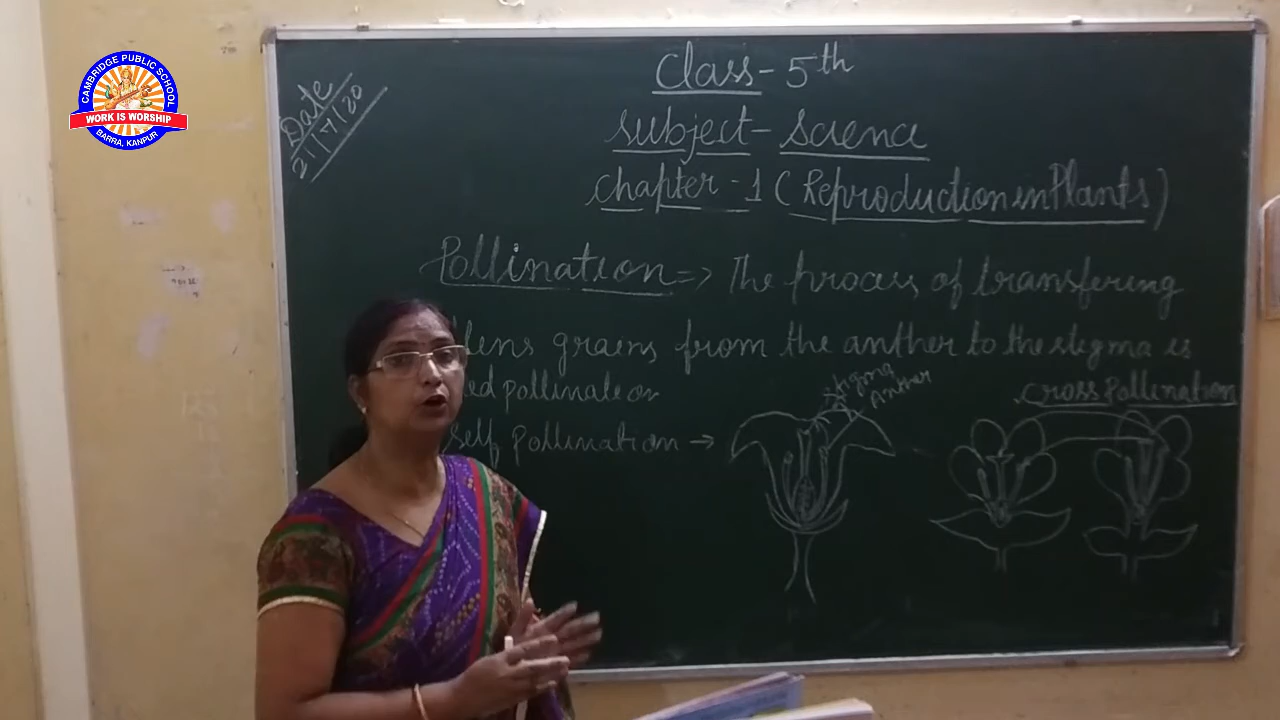 CAMBRIDGE PUBLIC SCHOOL
WORK IS WORSHIP
BARRA, KANPUR
Date
21/7/20
Class - 5th
Subject - Science
Chapter - 1 (Reproduction in Plants)
Pollination => The process of transfering
grains from the anther to the stigma is
pollination
Self pollination →
Stigma
Anther
Cross Pollination